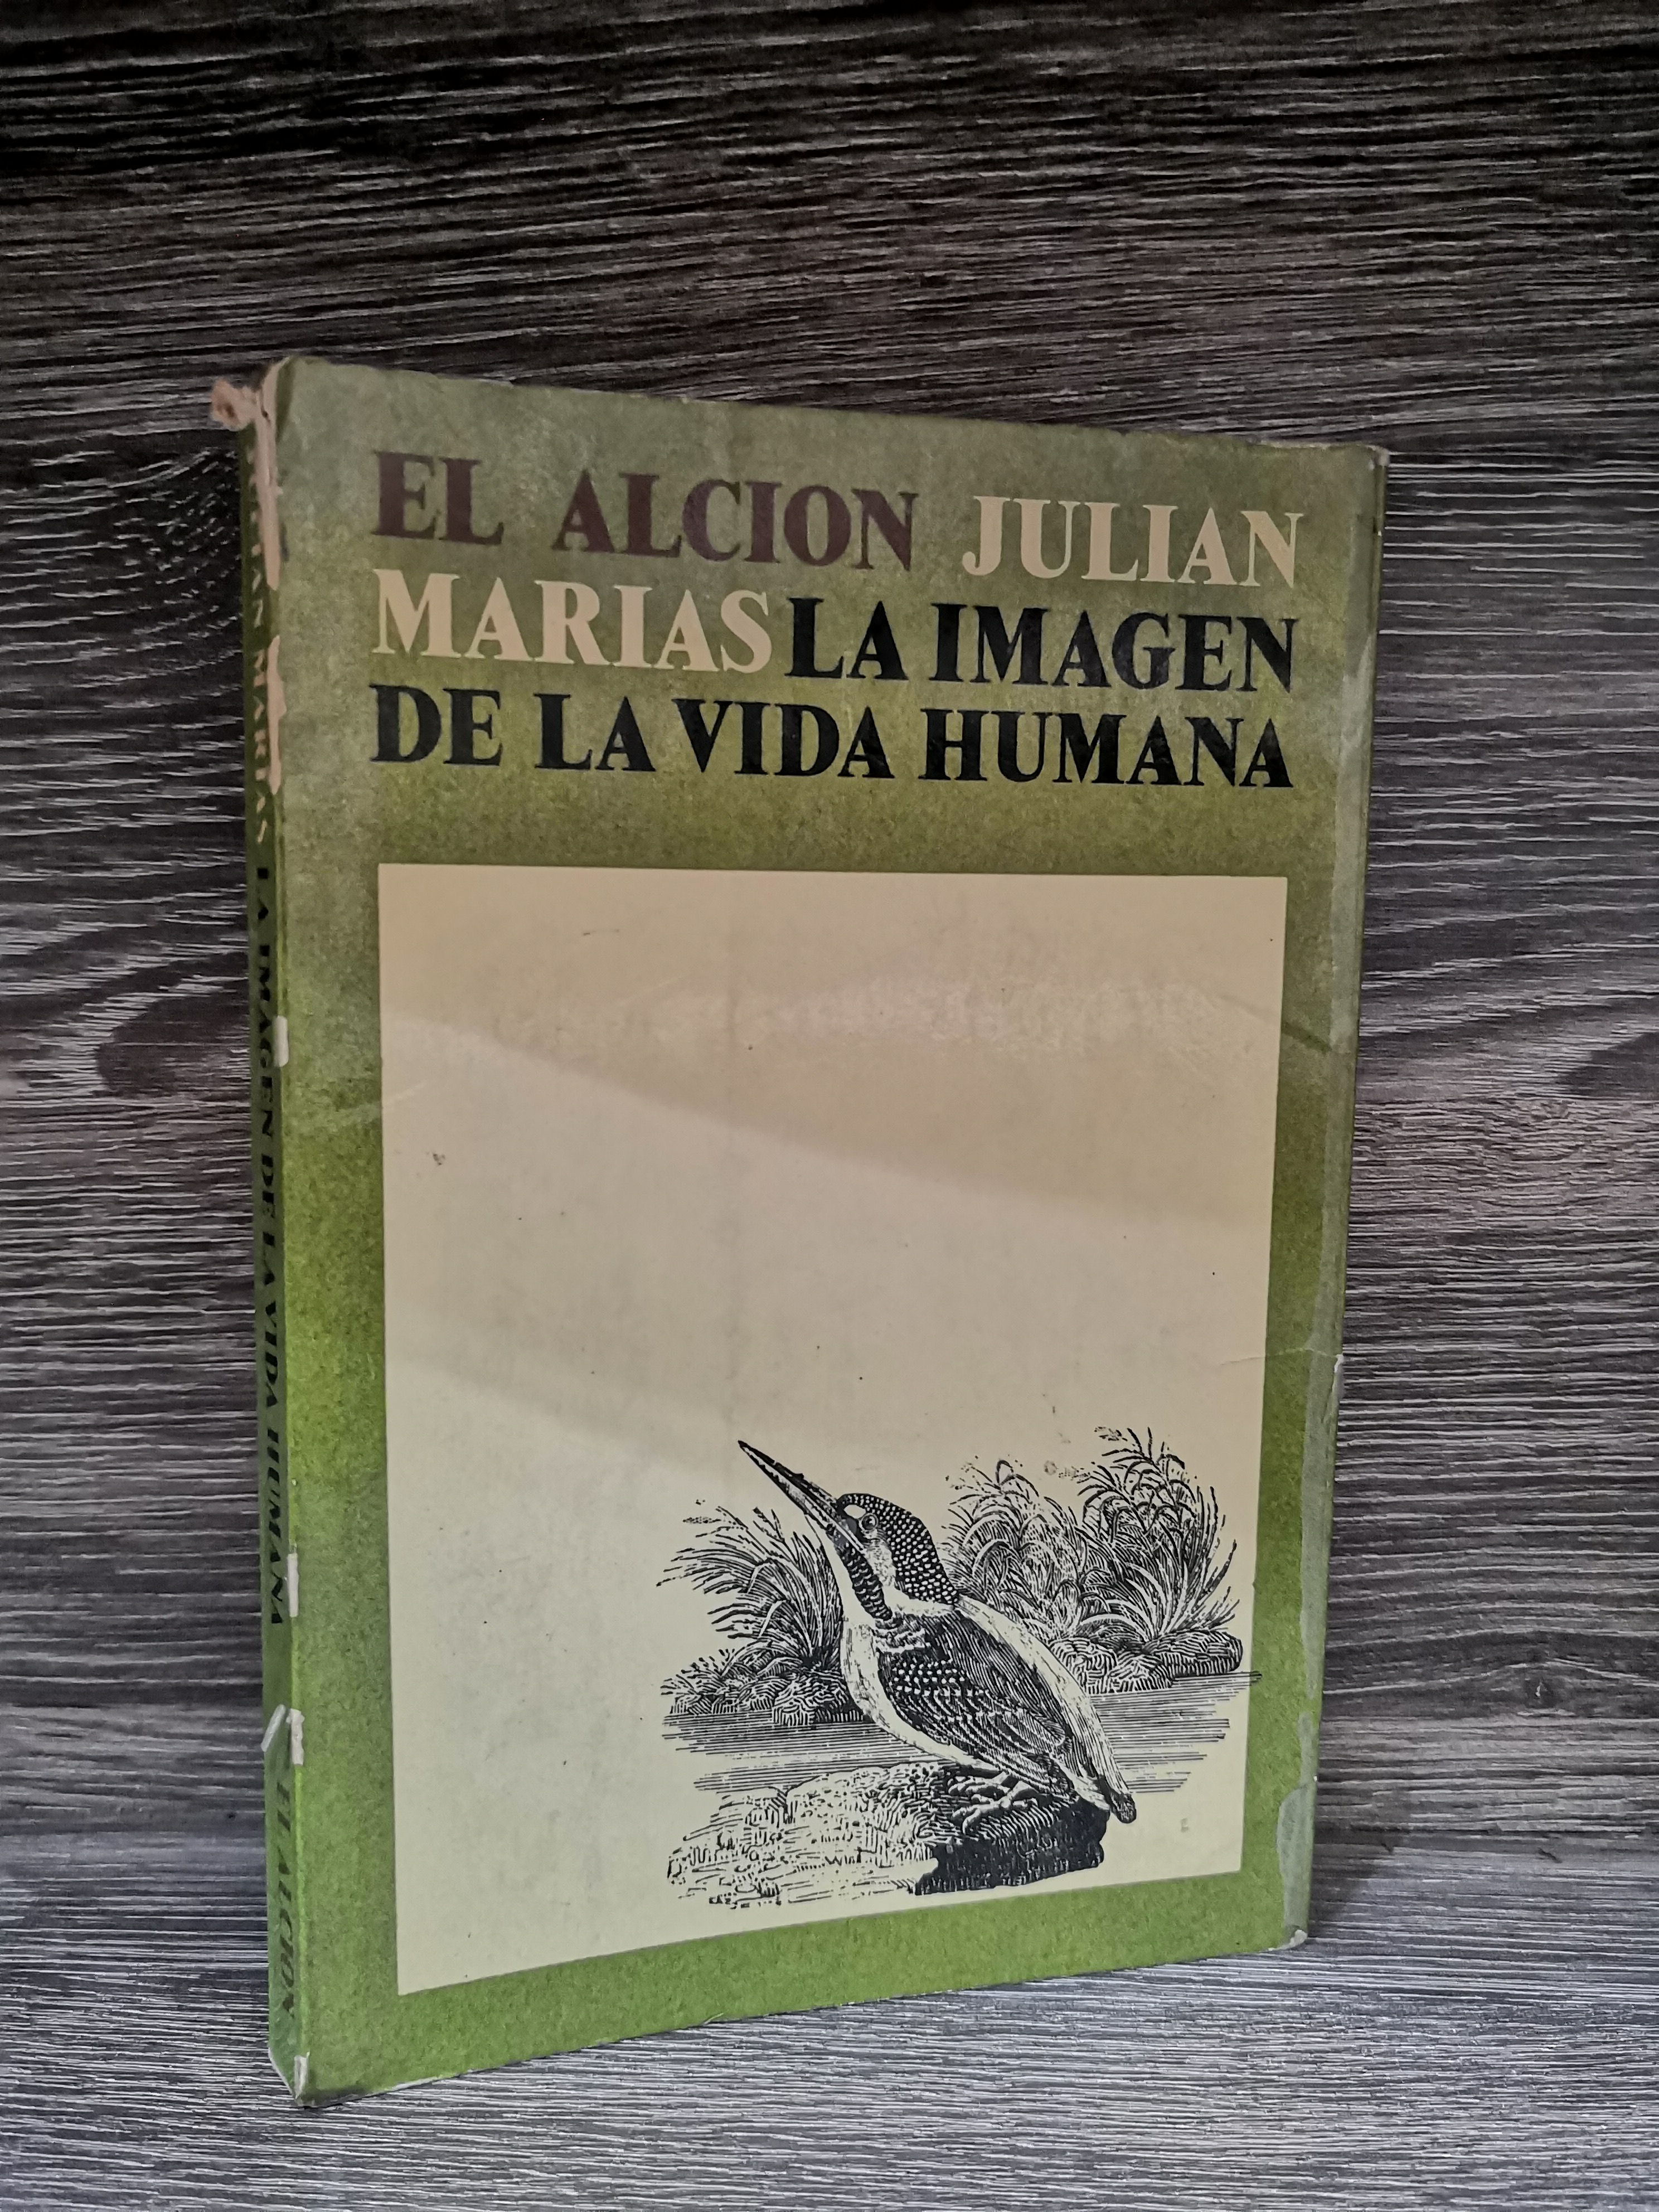 EL ALCION JULIAN
MARIAS LA IMAGEN
DE LA VIDA HUMANA
MARIAS LA IMAGEN DE LA VIDA HUMANA
EL ALCION